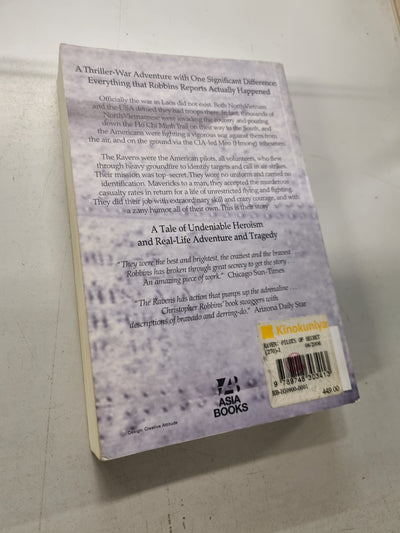 A Thriller-War Adventure with One Significant Difference:
Everything that Robbins Reports Actually Happened
Officially the war in Laos did not exist. Both North Vietnam
and the USA denied they had troops there. In fact, thousands of
North Vietnamese were invading the country and pouring
down the Ho Chi Minh Trail on their way to the South, and
the Americans were fighting a vigorous war against them from
the air, and on the ground via the CIA-led Meo (Hmong) tribesmen.
The Ravens were the American pilots, all volunteers, who flew
through heavy groundfire to identify targets and call in air-strikes.
Their mission was top-secret. They wore no uniform and carried no
identification. Mavericks to a man, they accepted the murderous
casualty rates in return for a life of unrestricted flying and fighting.
They did their job with extraordinary skill and crazy courage, and with
a zany humor all of their own. This is their story
A Tale of Undeniable Heroism
and Real-Life Adventure and Tragedy
"They were the best and brightest, the craziest and the bravest ...
Robbins has broken through great secrecy to get the story ...
An amazing piece of work." Chicago Sun-Times
"The Ravens has action that pumps up the adrenaline ...
Christopher Robbins' book swaggers with
descriptions of bravado and derring-do." Arizona Daily Star
Kinokuniya
RAVEN: PILOTS OF SECRET
04/2006
9 789748 303413
449.00
ASIA
BOOKS
Design: Creative Attitude